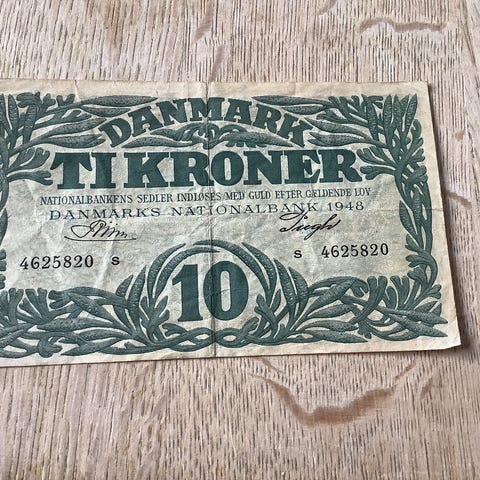 DANMARK
TI KRONER
NATIONALBANKENS SEDLER INDLØSES MED GULD EFTER GÆLDENDE LOV
DANMARKS NATIONALBANK 1948
4625820 S
S 4625820
10